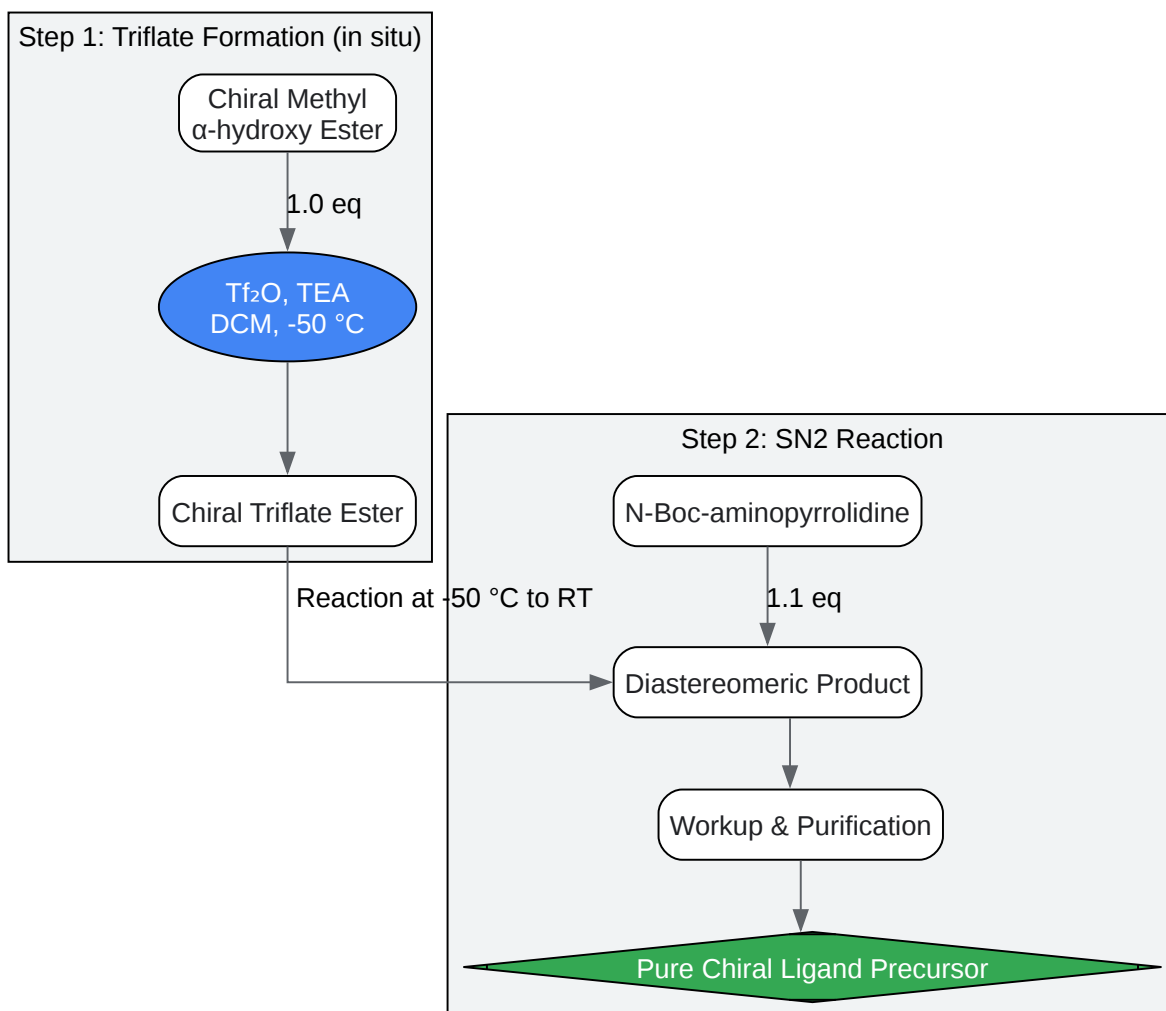 Step 1: Triflate Formation (in situ)
Chiral Methyl
α-hydroxy Ester
1.0 eq
Tf₂O, TEA
DCM, -50 °C
Chiral Triflate Ester
Step 2: SN2 Reaction
N-Boc-aminopyrrolidine
Reaction at -50 °C to RT
1.1 eq
Diastereomeric Product
Workup & Purification
Pure Chiral Ligand Precursor